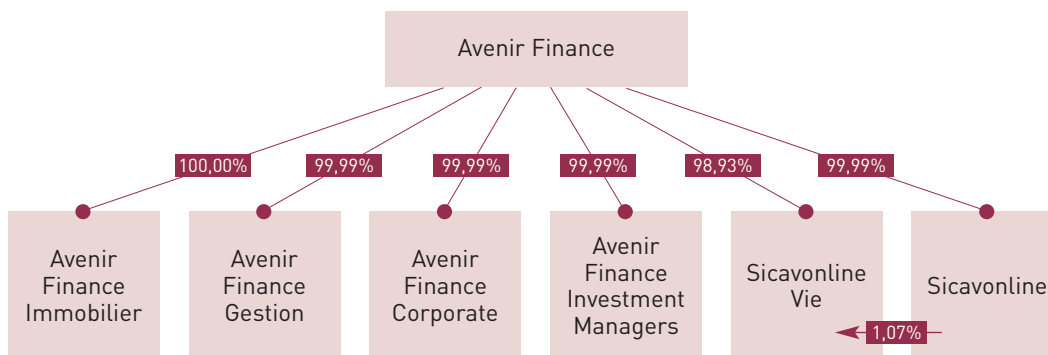 Avenir Finance
100,00%
99,99%
99,99%
99,99%
98,93%
99,99%
Avenir
Finance
Immobilier
Avenir
Finance
Gestion
Avenir
Finance
Corporate
Avenir
Finance
Investment
Managers
Sicavonline
Vie
Sicavonline
1,07%